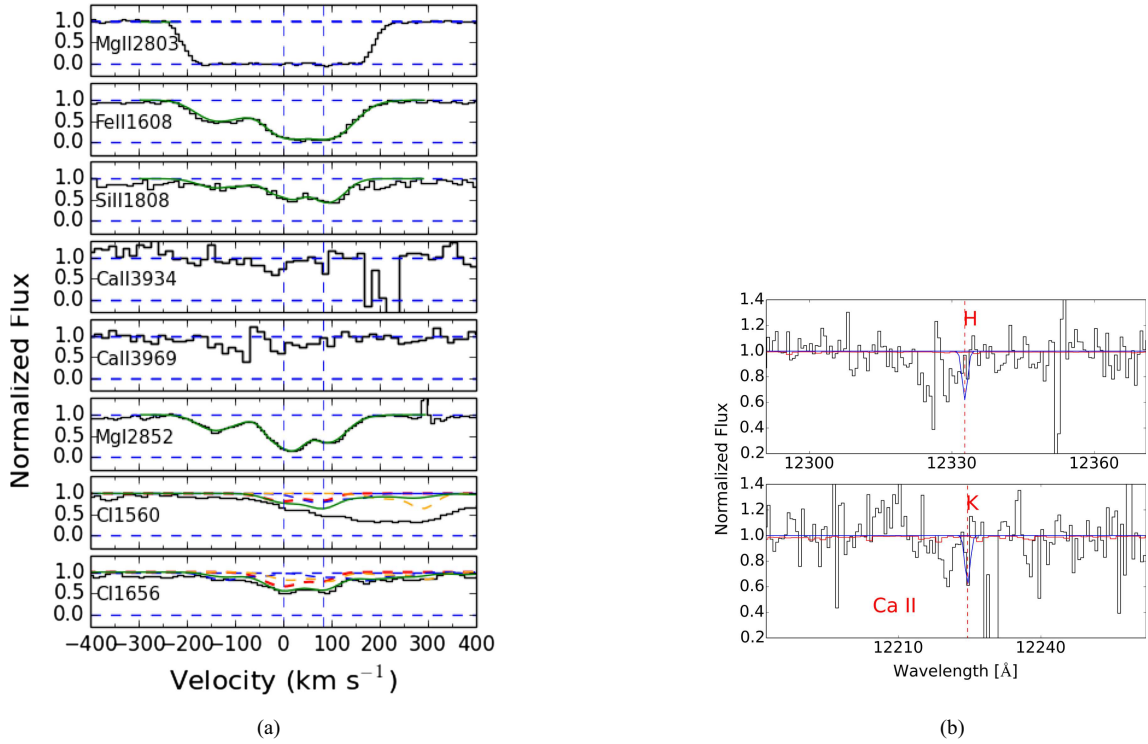 1.0
0.5
0.0
MgII2803
1.0
0.5
0.0
FeII1608
1.0
0.5
0.0
SiII1808
1.0
0.5
0.0
CaII3934
1.0
0.5
0.0
CaII3969
1.0
0.5
0.0
MgI2852
1.0
0.5
0.0
CI1560
1.0
0.5
0.0
CI1656
−400−300−200−100 0 100 200 300 400
Velocity (km s⁻¹)
Normalized Flux
(a)
1.4
1.2
1.0
0.8
0.6
0.4
0.2
H
12300 12330 12360
Normalized Flux
1.4
1.2
1.0
0.8
0.6
0.4
0.2
K
Ca II
12210 12240
Wavelength [Å]
(b)